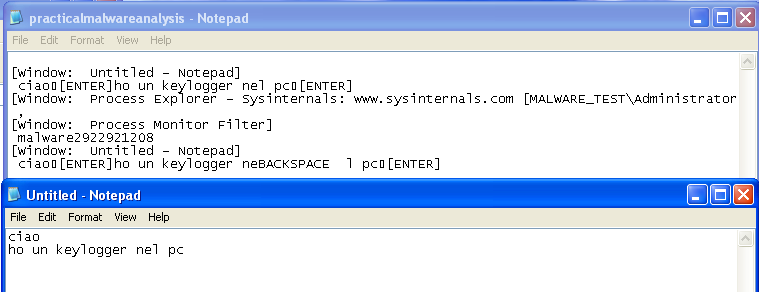 practicalmalwareanalysis - Notepad
File Edit Format View Help
[Window: Untitled - Notepad]
ciao▯[ENTER]ho un keylogger nel pc▯[ENTER]
[Window: Process Explorer - Sysinternals: www.sysinternals.com [MALWARE_TEST\Administrator
,
[Window: Process Monitor Filter]
malware2922921208
[Window: Untitled - Notepad]
ciao▯[ENTER]ho un keylogger neBACKSPACE l pc▯[ENTER]
Untitled - Notepad
File Edit Format View Help
ciao
ho un keylogger nel pc